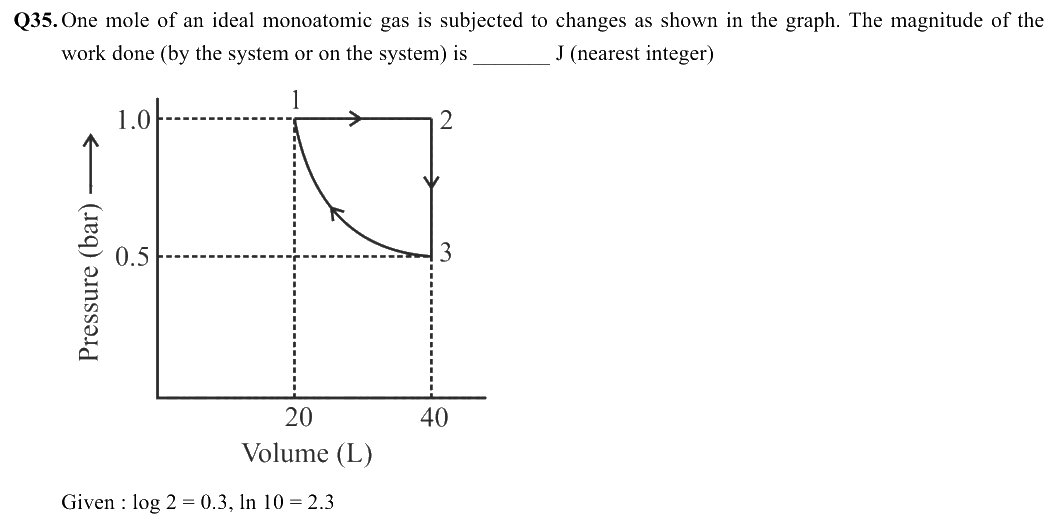 Q35. One mole of an ideal monoatomic gas is subjected to changes as shown in the graph. The magnitude of the
work done (by the system or on the system) is _______ J (nearest integer)
1
1.0
2
0.5
3
Pressure (bar)
20
40
Volume (L)
Given : log 2 = 0.3, ln 10 = 2.3